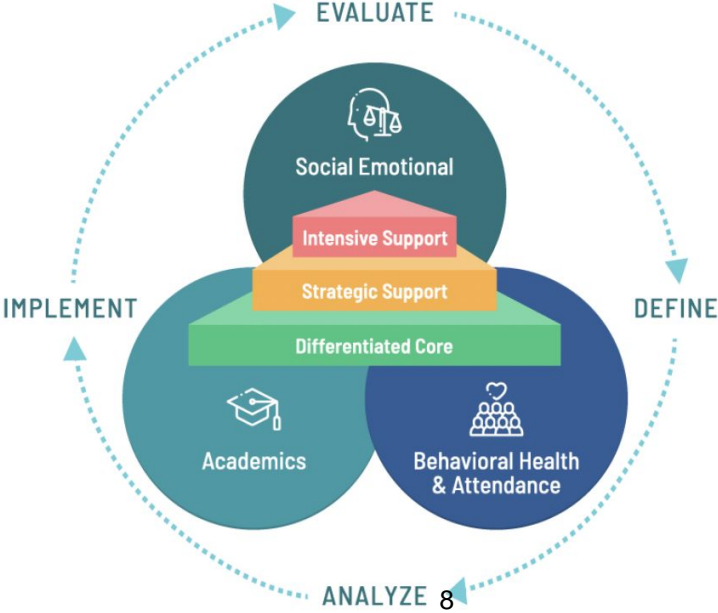 EVALUATE
Social Emotional
Intensive Support
Strategic Support
IMPLEMENT
DEFINE
Differentiated Core
Academics
Behavioral Health
& Attendance
ANALYZE 8